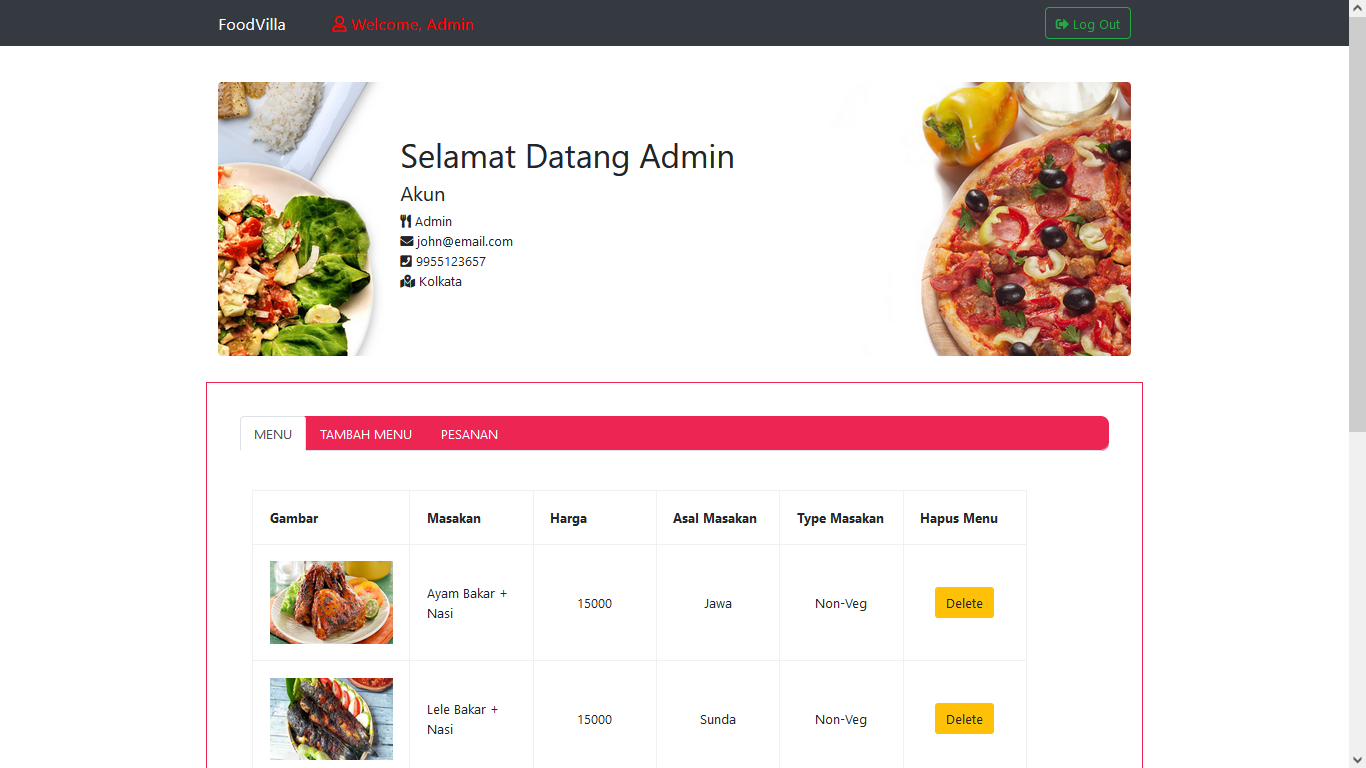 FoodVilla Welcome, Admin Log Out
Selamat Datang Admin
Akun
Admin
john@email.com
9955123657
Kolkata
MENU TAMBAH MENU PESANAN
Gambar Masakan Harga Asal Masakan Type Masakan Hapus Menu
Ayam Bakar +
Nasi
15000 Jawa Non-Veg Delete
Lele Bakar +
Nasi
15000 Sunda Non-Veg Delete